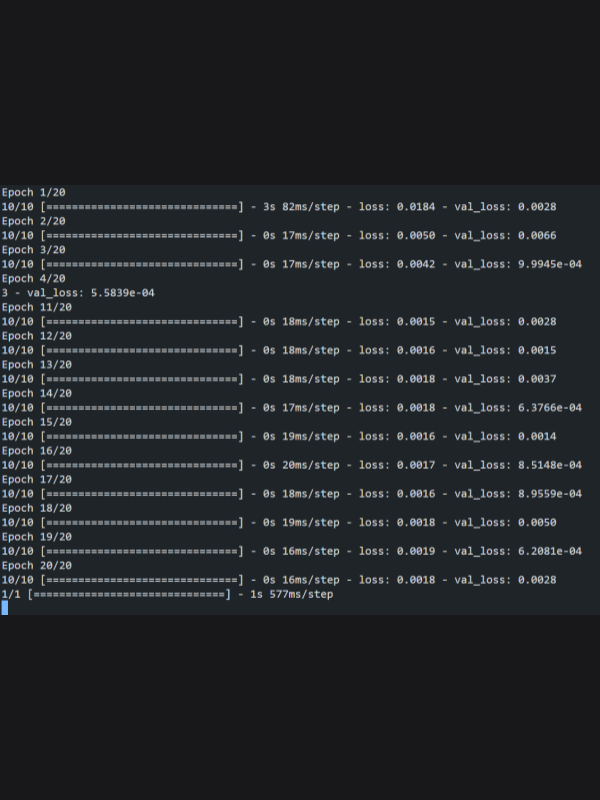 Epoch 1/20
10/10 [==============================] - 3s 82ms/step - loss: 0.0184 - val_loss: 0.0028
Epoch 2/20
10/10 [==============================] - 0s 17ms/step - loss: 0.0050 - val_loss: 0.0066
Epoch 3/20
10/10 [==============================] - 0s 17ms/step - loss: 0.0042 - val_loss: 9.9945e-04
Epoch 4/20
3 - val_loss: 5.5839e-04
Epoch 11/20
10/10 [==============================] - 0s 18ms/step - loss: 0.0015 - val_loss: 0.0028
Epoch 12/20
10/10 [==============================] - 0s 18ms/step - loss: 0.0016 - val_loss: 0.0015
Epoch 13/20
10/10 [==============================] - 0s 18ms/step - loss: 0.0018 - val_loss: 0.0037
Epoch 14/20
10/10 [==============================] - 0s 17ms/step - loss: 0.0018 - val_loss: 6.3766e-04
Epoch 15/20
10/10 [==============================] - 0s 19ms/step - loss: 0.0016 - val_loss: 0.0014
Epoch 16/20
10/10 [==============================] - 0s 20ms/step - loss: 0.0017 - val_loss: 8.5148e-04
Epoch 17/20
10/10 [==============================] - 0s 18ms/step - loss: 0.0016 - val_loss: 8.9559e-04
Epoch 18/20
10/10 [==============================] - 0s 19ms/step - loss: 0.0018 - val_loss: 0.0050
Epoch 19/20
10/10 [==============================] - 0s 16ms/step - loss: 0.0019 - val_loss: 6.2081e-04
Epoch 20/20
10/10 [==============================] - 0s 16ms/step - loss: 0.0018 - val_loss: 0.0028
1/1 [==============================] - 1s 577ms/step